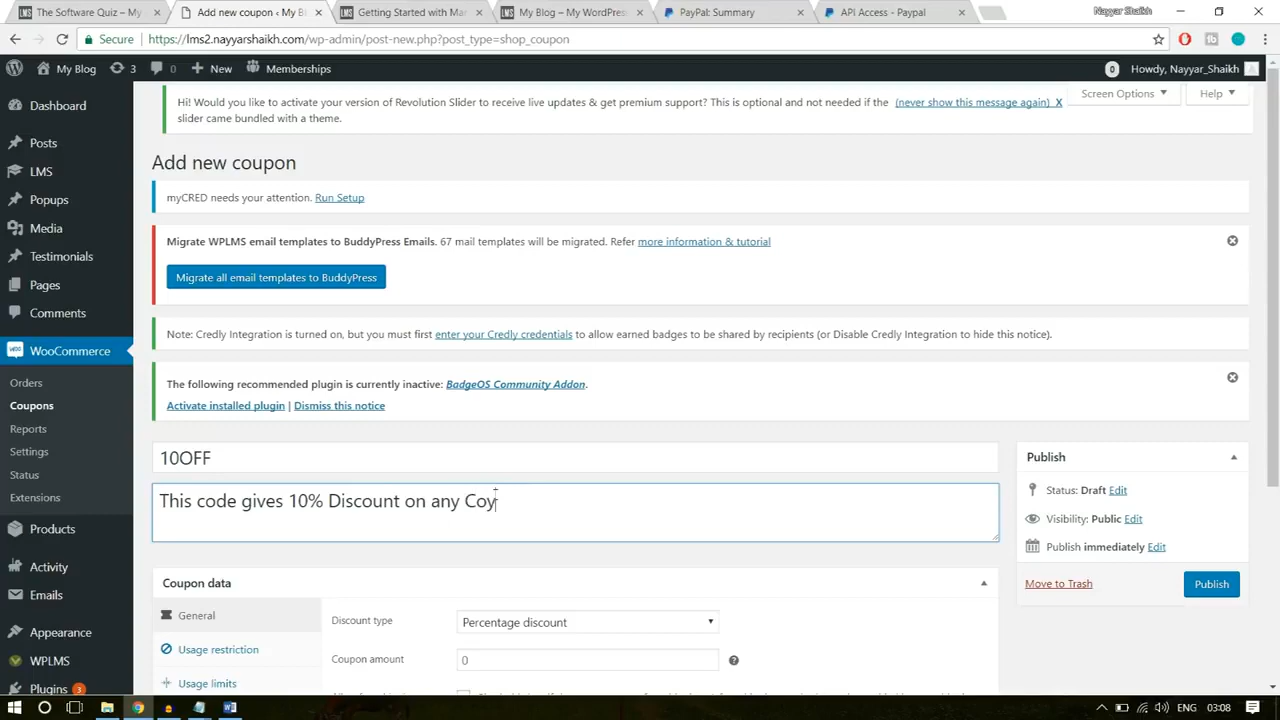 The Software Quiz –
Add new coupon ‹ My B
Getting Started with Ma
My Blog – My WordPres
PayPal: Summary
API Access - Paypal
Nayyar Shaikh
Secure
https://lms2.nayyarshaikh.com/wp-admin/post-new.php?post_type=shop_coupon
My Blog 3 0 New Memberships
0 Howdy, Nayyar_Shaikh
Dashboard
Posts
LMS
Popups
Media
Testimonials
Pages
Comments
WooCommerce
Orders
Coupons
Reports
Settings
Status
Extensions
Products
Activity
Emails
Appearance
WPLMS
Plugins 3
Hi! Would you like to activate your version of Revolution Slider to receive live updates & get premium support? This is optional and not needed if the
slider came bundled with a theme.
(never show this message again) X
Screen Options
Help
Add new coupon
myCRED needs your attention. Run Setup
Migrate WPLMS email templates to BuddyPress Emails. 67 mail templates will be migrated. Refer more information & tutorial
Migrate all email templates to BuddyPress
Note: Credly Integration is turned on, but you must first enter your Credly credentials to allow earned badges to be shared by recipients (or Disable Credly Integration to hide this notice).
The following recommended plugin is currently inactive: BadgeOS Community Addon.
Activate installed plugin | Dismiss this notice
10OFF
This code gives 10% Discount on any Coy
Publish
Status: Draft Edit
Visibility: Public Edit
Publish immediately Edit
Move to Trash
Publish
Coupon data
General
Usage restriction
Usage limits
Discount type
Percentage discount
Coupon amount
0
ENG
03:08